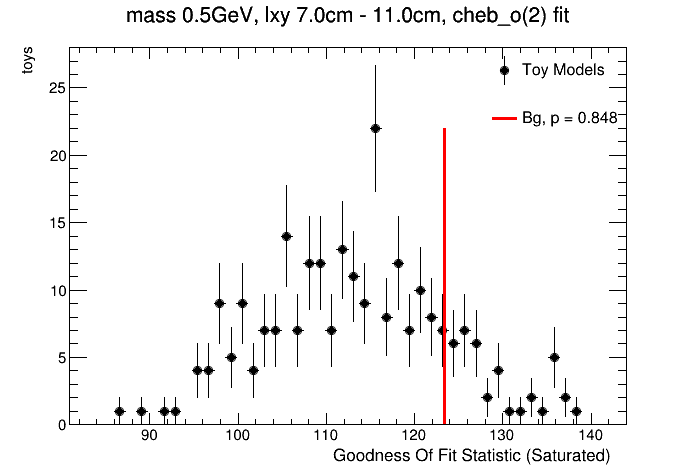 mass 0.5GeV, lxy 7.0cm - 11.0cm, cheb_o(2) fit
toys
Toy Models
Bg, p = 0.848
25
20
15
10
5
0
90 100 110 120 130 140
Goodness Of Fit Statistic (Saturated)